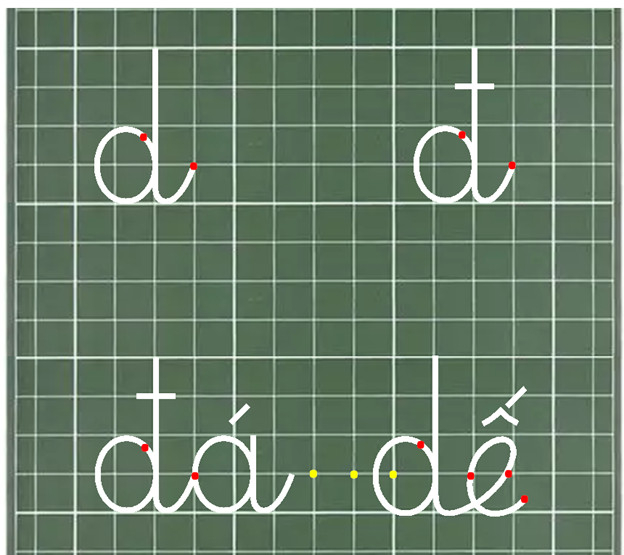 d đ
đá dế